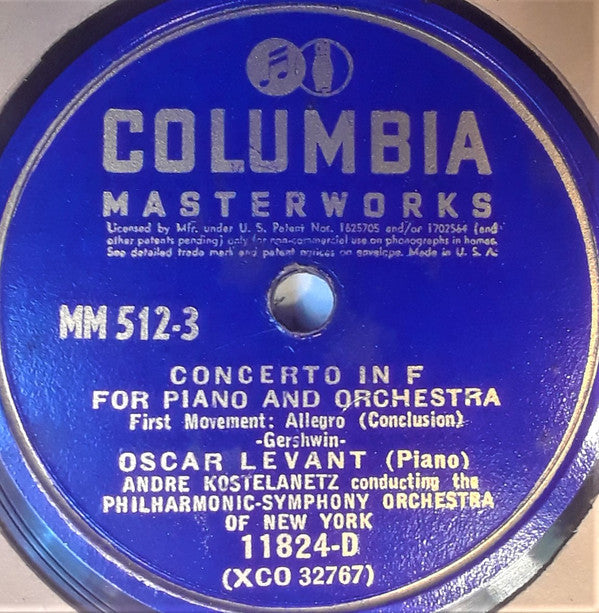 COLUMBIA
MASTERWORKS
Licensed by Mfr. under U. S. Patent Nos. 1625705 and/or 1702564 (and
other patents pending) only for non-commercial use on phonographs in homes.
See detailed trade mark and patent notices on envelope. Made in U. S. A.
MM 512-3
CONCERTO IN F
FOR PIANO AND ORCHESTRA
First Movement: Allegro (Conclusion)
-Gershwin-
OSCAR LEVANT (Piano)
ANDRE KOSTELANETZ conducting the
PHILHARMONIC-SYMPHONY ORCHESTRA
OF NEW YORK
11824-D
(XCO 32767)